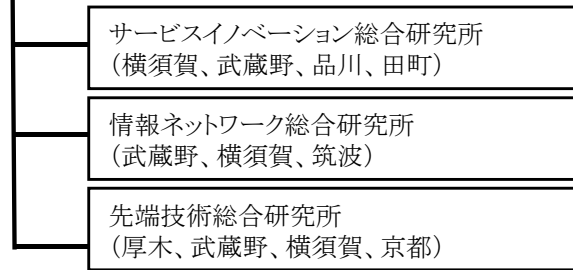 サービスイノベーション総合研究所
（横須賀、武蔵野、品川、田町）
情報ネットワーク総合研究所
（武蔵野、横須賀、筑波）
先端技術総合研究所
（厚木、武蔵野、横須賀、京都）